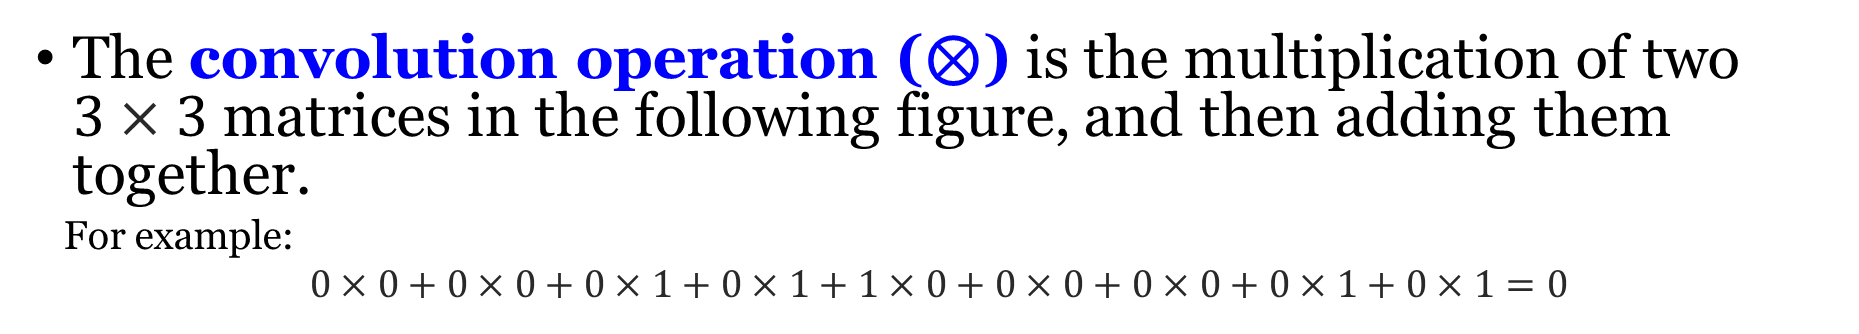 • The convolution operation (⊗) is the multiplication of two
3 × 3 matrices in the following figure, and then adding them
together.
For example:
0 × 0 + 0 × 0 + 0 × 1 + 0 × 1 + 1 × 0 + 0 × 0 + 0 × 0 + 0 × 1 + 0 × 1 = 0